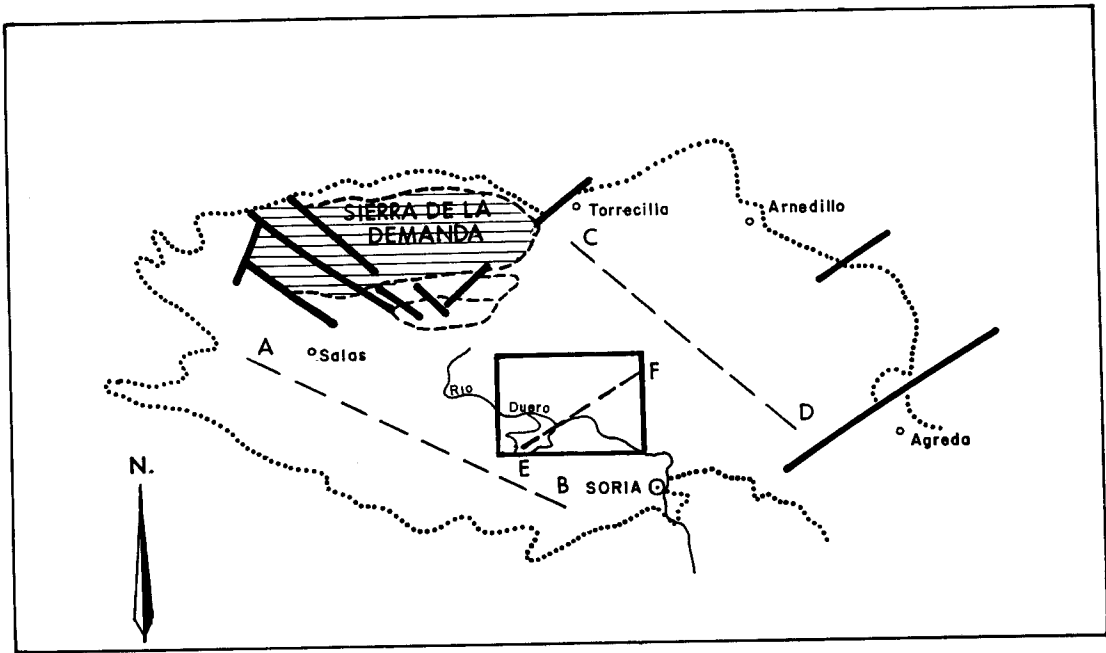 SIERRA DE LA
DEMANDA
Torrecilla
Arnedillo
C
A
Salas
Rio
Duero
F
E
B
SORIA
D
Agreda
N.